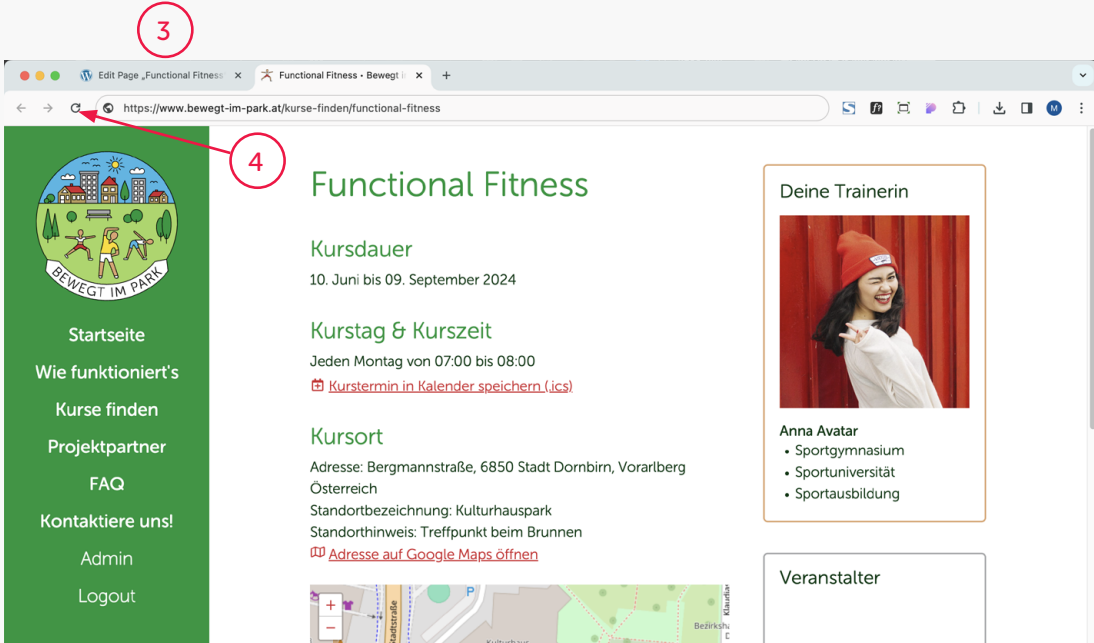 3
Edit Page „Functional Fitness
Functional Fitness • Bewegt i
https://www.bewegt-im-park.at/kurse-finden/functional-fitness
M
4
BEWEGT IM PARK
Startseite
Wie funktioniert's
Kurse finden
Projektpartner
FAQ
Kontaktiere uns!
Admin
Logout
Functional Fitness
Kursdauer
10. Juni bis 09. September 2024
Kurstag & Kurszeit
Jeden Montag von 07:00 bis 08:00
Kurstermin in Kalender speichern (.ics)
Kursort
Adresse: Bergmannstraße, 6850 Stadt Dornbirn, Vorarlberg
Österreich
Standortbezeichnung: Kulturhauspark
Standorthinweis: Treffpunkt beim Brunnen
Adresse auf Google Maps öffnen
+
−
Stadtstraße
P
Kulturhaus
Bezirksh
Klaudia
Deine Trainerin
Anna Avatar
• Sportgymnasium
• Sportuniversität
• Sportausbildung
Veranstalter